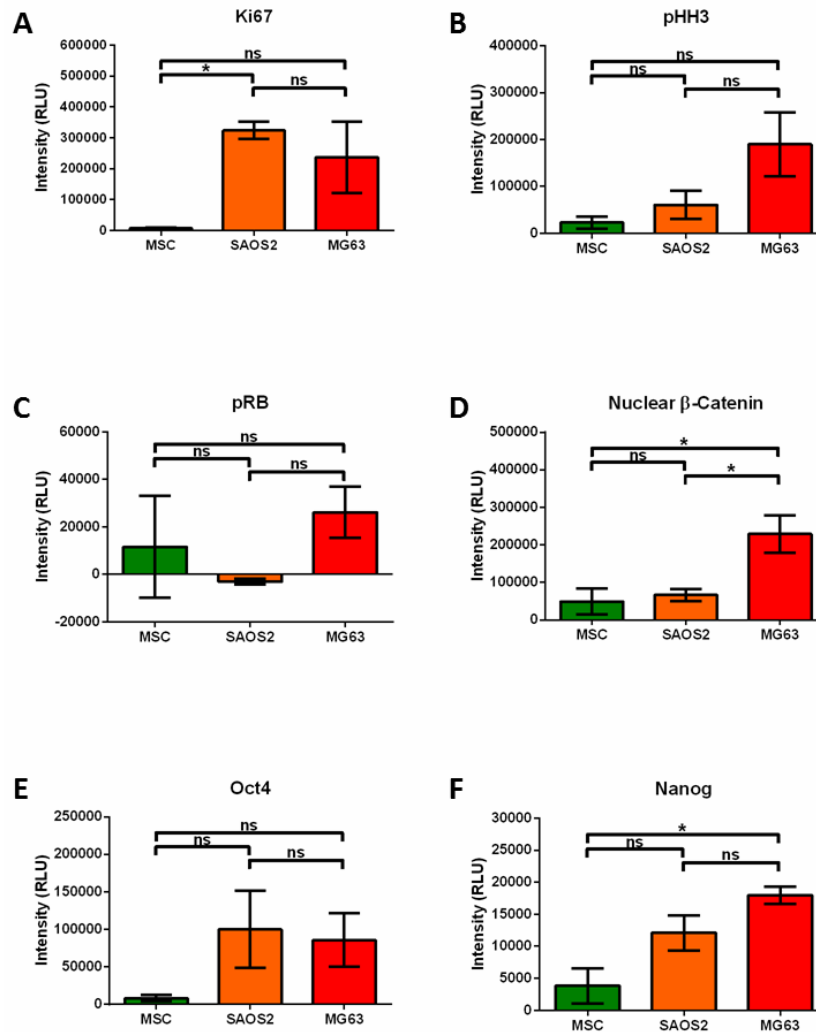 A
Ki67
Intensity (RLU)
600000
500000
400000
300000
200000
100000
0
ns
*
ns
MSC
SAOS2
MG63
B
pHH3
Intensity (RLU)
400000
300000
200000
100000
0
ns
ns
ns
MSC
SAOS2
MG63
C
pRB
Intensity (RLU)
60000
40000
20000
0
-20000
ns
ns
ns
MSC
SAOS2
MG63
D
Nuclear β-Catenin
Intensity (RLU)
500000
400000
300000
200000
100000
0
*
ns
*
MSC
SAOS2
MG63
E
Oct4
Intensity (RLU)
250000
200000
150000
100000
50000
0
ns
ns
ns
MSC
SAOS2
MG63
F
Nanog
Intensity (RLU)
30000
25000
20000
15000
10000
5000
0
*
ns
ns
MSC
SAOS2
MG63